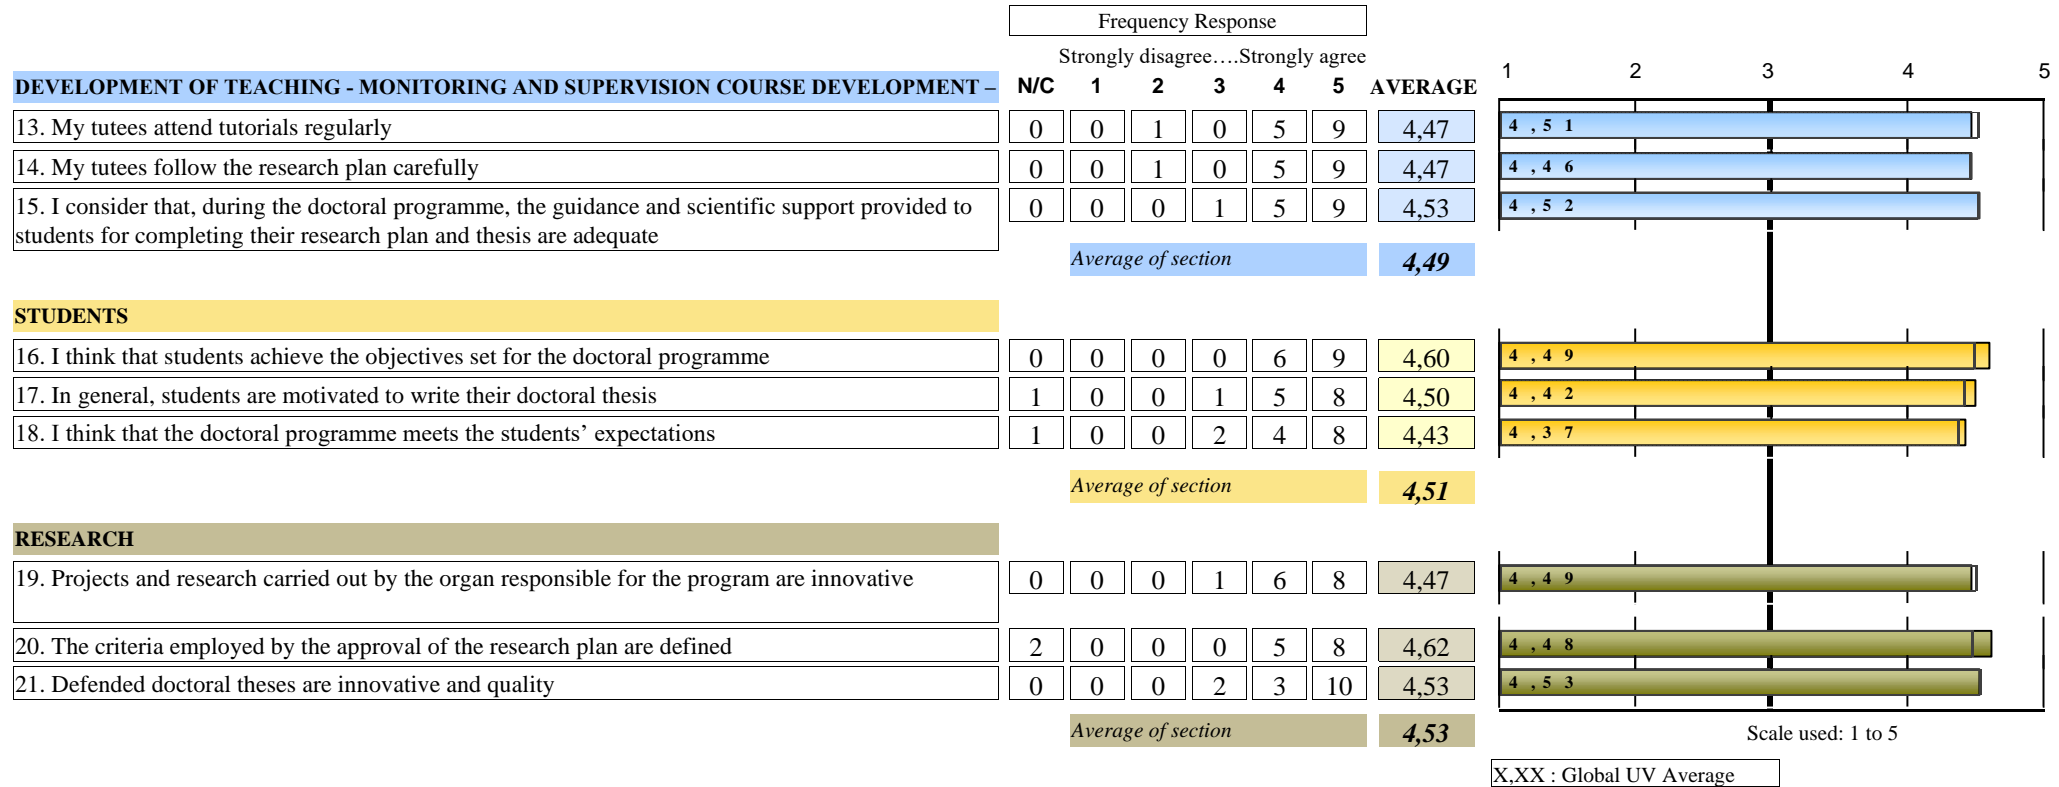 Frequency Response
Strongly disagree….Strongly agree
DEVELOPMENT OF TEACHING - MONITORING AND SUPERVISION COURSE DEVELOPMENT – N/C 1 2 3 4 5 AVERAGE 1 2 3 4 5
13. My tutees attend tutorials regularly 0 0 1 0 5 9 4,47 4,51
14. My tutees follow the research plan carefully 0 0 1 0 5 9 4,47 4,46
15. I consider that, during the doctoral programme, the guidance and scientific support provided to 0 0 0 1 5 9 4,53 4,52
students for completing their research plan and thesis are adequate
Average of section 4,49
STUDENTS
16. I think that students achieve the objectives set for the doctoral programme 0 0 0 0 6 9 4,60 4,49
17. In general, students are motivated to write their doctoral thesis 1 0 0 1 5 8 4,50 4,42
18. I think that the doctoral programme meets the students’ expectations 1 0 0 2 4 8 4,43 4,37
Average of section 4,51
RESEARCH
19. Projects and research carried out by the organ responsible for the program are innovative 0 0 0 1 6 8 4,47 4,49
20. The criteria employed by the approval of the research plan are defined 2 0 0 0 5 8 4,62 4,48
21. Defended doctoral theses are innovative and quality 0 0 0 2 3 10 4,53 4,53
Average of section 4,53
Scale used: 1 to 5
X,XX : Global UV Average